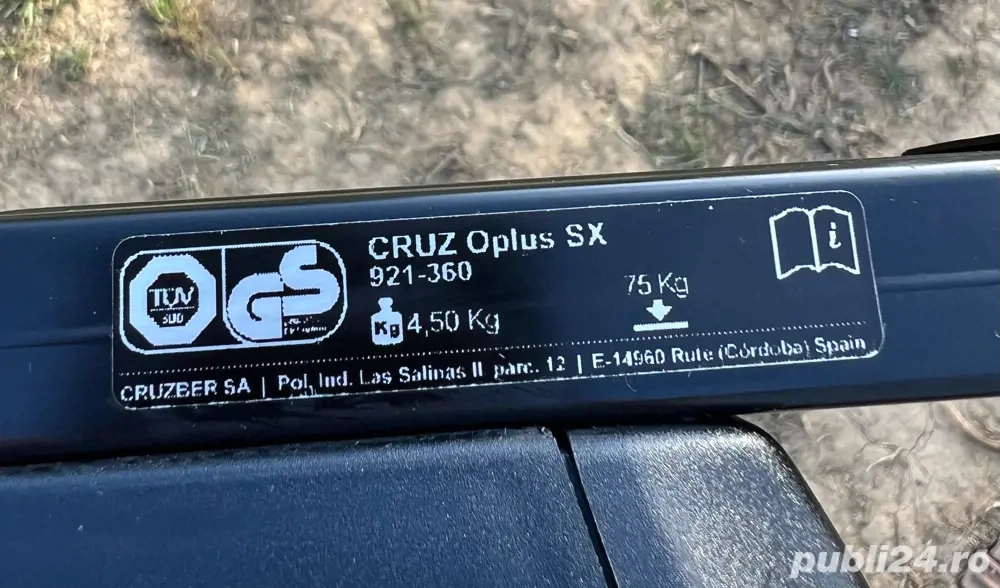 CRUZ Oplus SX
921-360
TÜV
SÜD
GS
75 Kg
Kg 4,50 Kg
i
CRUZBER SA | Pol. Ind. Las Salinas II parc. 12 | E-14960 Rute (Córdoba) Spain
publi24.ro